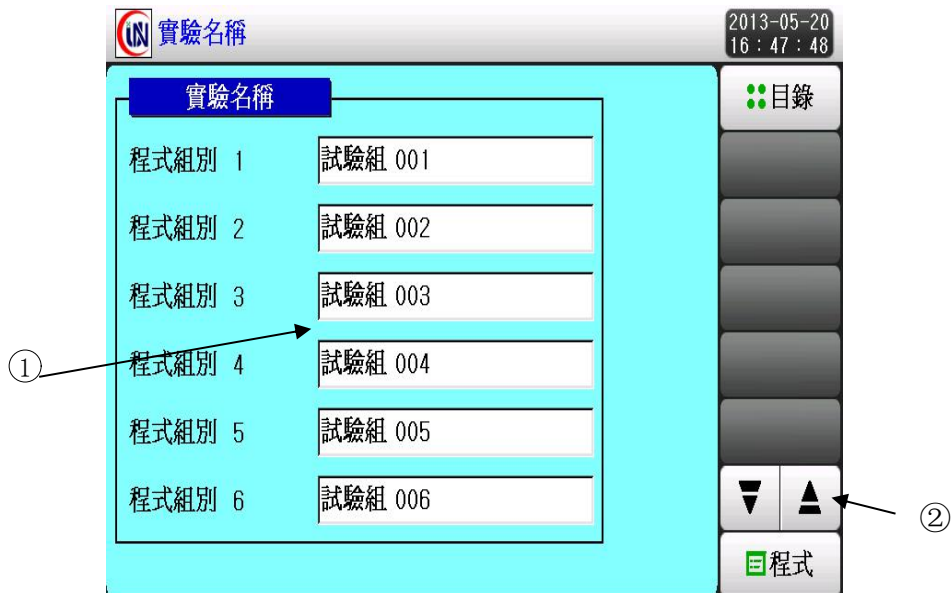 iN 實驗名稱
2013-05-20
16：47：48
實驗名稱
目錄
程式組別 1 試驗組 001
程式組別 2 試驗組 002
程式組別 3 試驗組 003
①
程式組別 4 試驗組 004
程式組別 5 試驗組 005
程式組別 6 試驗組 006
②
程式